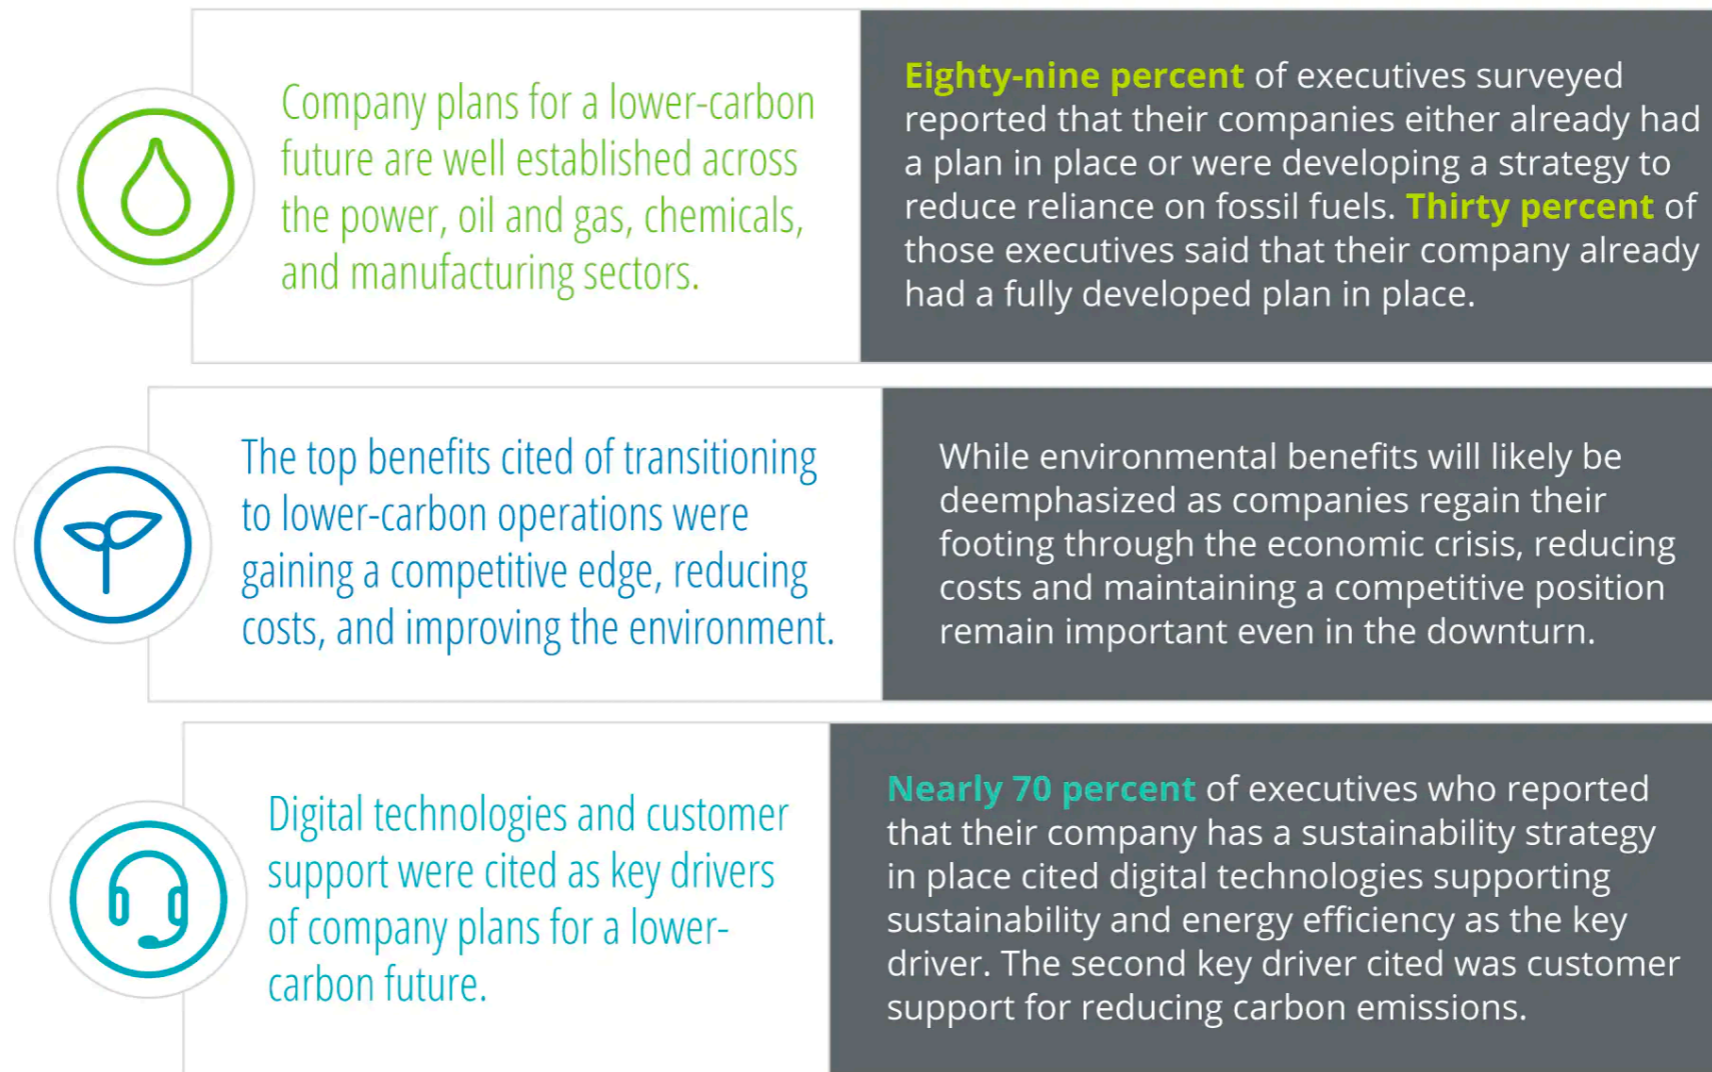 Company plans for a lower-carbon
future are well established across
the power, oil and gas, chemicals,
and manufacturing sectors.
Eighty-nine percent of executives surveyed
reported that their companies either already had
a plan in place or were developing a strategy to
reduce reliance on fossil fuels. Thirty percent of
those executives said that their company already
had a fully developed plan in place.
The top benefits cited of transitioning
to lower-carbon operations were
gaining a competitive edge, reducing
costs, and improving the environment.
While environmental benefits will likely be
deemphasized as companies regain their
footing through the economic crisis, reducing
costs and maintaining a competitive position
remain important even in the downturn.
Digital technologies and customer
support were cited as key drivers
of company plans for a lower-
carbon future.
Nearly 70 percent of executives who reported
that their company has a sustainability strategy
in place cited digital technologies supporting
sustainability and energy efficiency as the key
driver. The second key driver cited was customer
support for reducing carbon emissions.